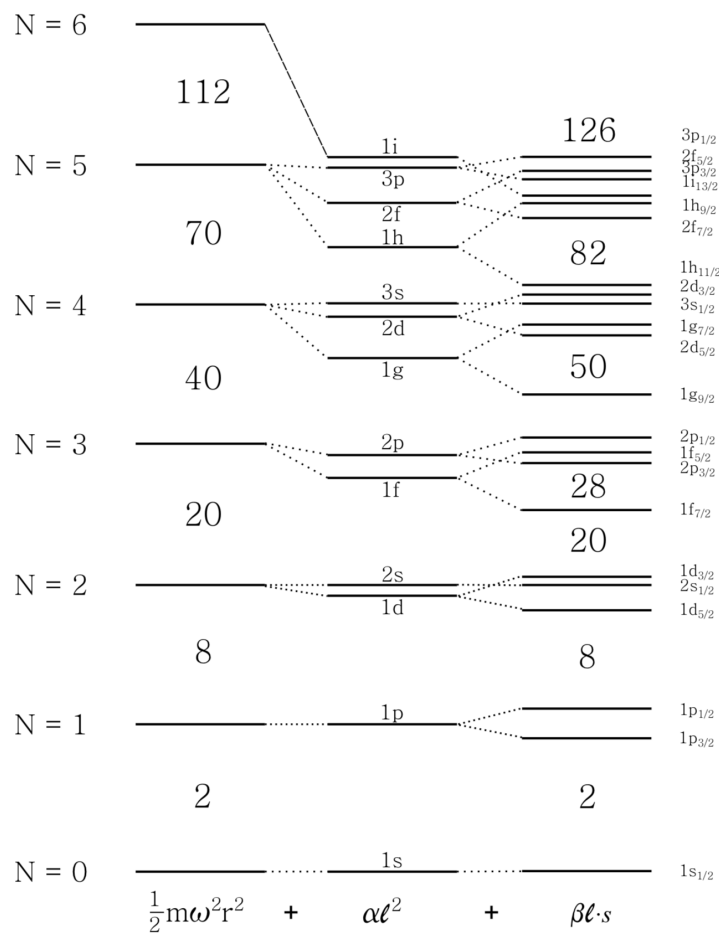 N = 6
112
126
3p1/2
1i
2f5/2
N = 5
3p
3p3/2
1i13/2
2f
1h9/2
70
1h
2f7/2
82
1h11/2
3s
2d3/2
N = 4
3s1/2
2d
1g7/2
2d5/2
1g
50
40
1g9/2
2p
2p1/2
N = 3
1f5/2
2p3/2
1f
28
20
1f7/2
20
2s
1d3/2
N = 2
2s1/2
1d
1d5/2
8
8
1p
1p1/2
N = 1
1p3/2
2
2
1s
N = 0
1s1/2
½mω²r² + αℓ² + βℓ·s